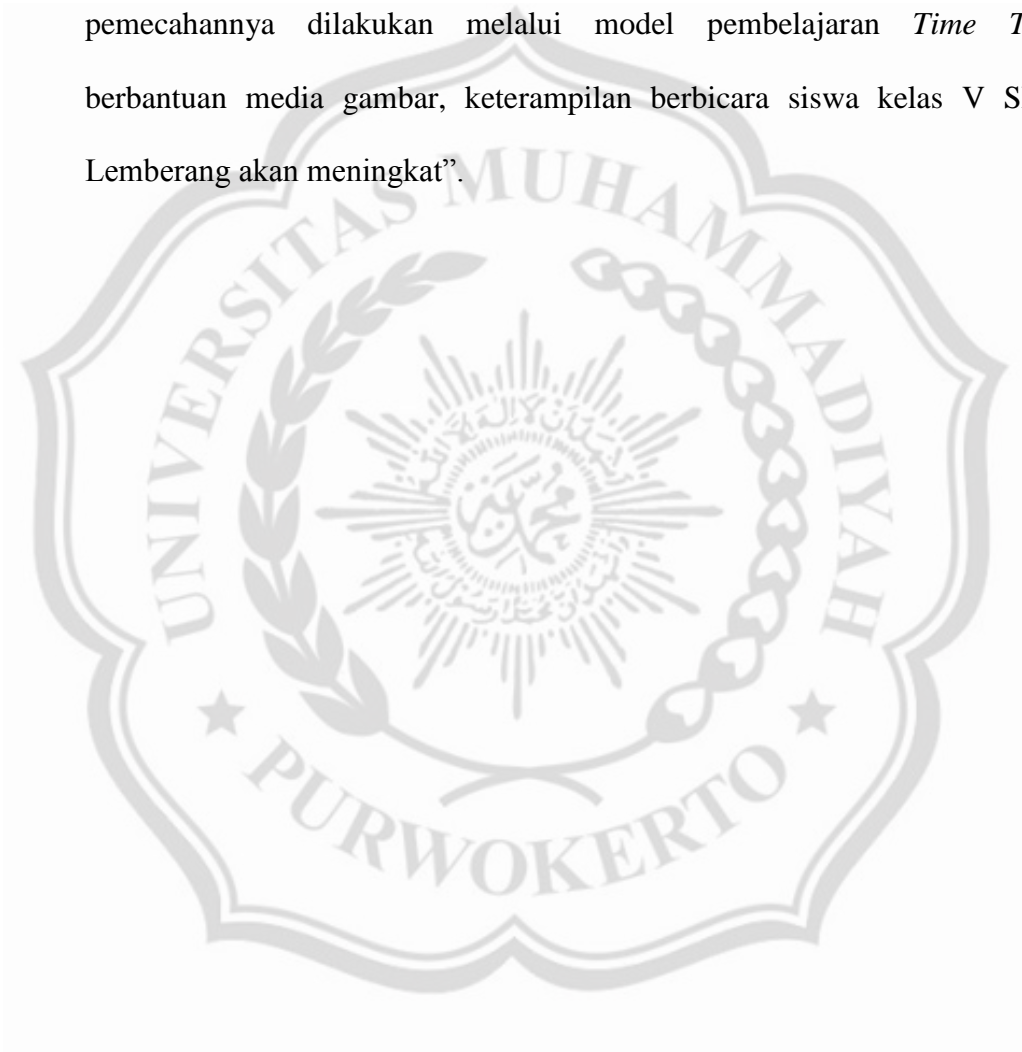 pemecahannya dilakukan melalui model pembelajaran Time T
berbantuan media gambar, keterampilan berbicara siswa kelas V S
Lemberang akan meningkat”.
UNIVERSITAS MUHAMMADIYAH
PURWOKERTO